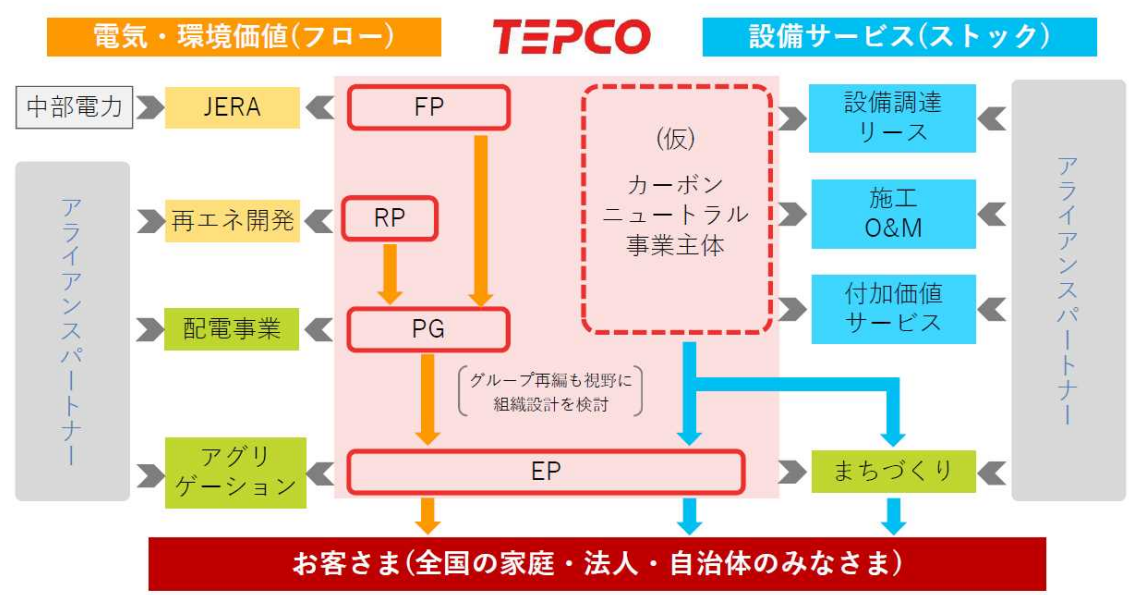 電気・環境価値(フロー)
TEPCO
設備サービス(ストック)
中部電力
JERA
FP
(仮)
カーボン
ニュートラル
事業主体
設備調達
リース
アライアンスパートナー
再エネ開発
RP
施工
O&M
アライアンスパートナー
配電事業
PG
付加価値
サービス
グループ再編も視野に
組織設計を検討
アグリ
ゲーション
EP
まちづくり
お客さま(全国の家庭・法人・自治体のみなさま)